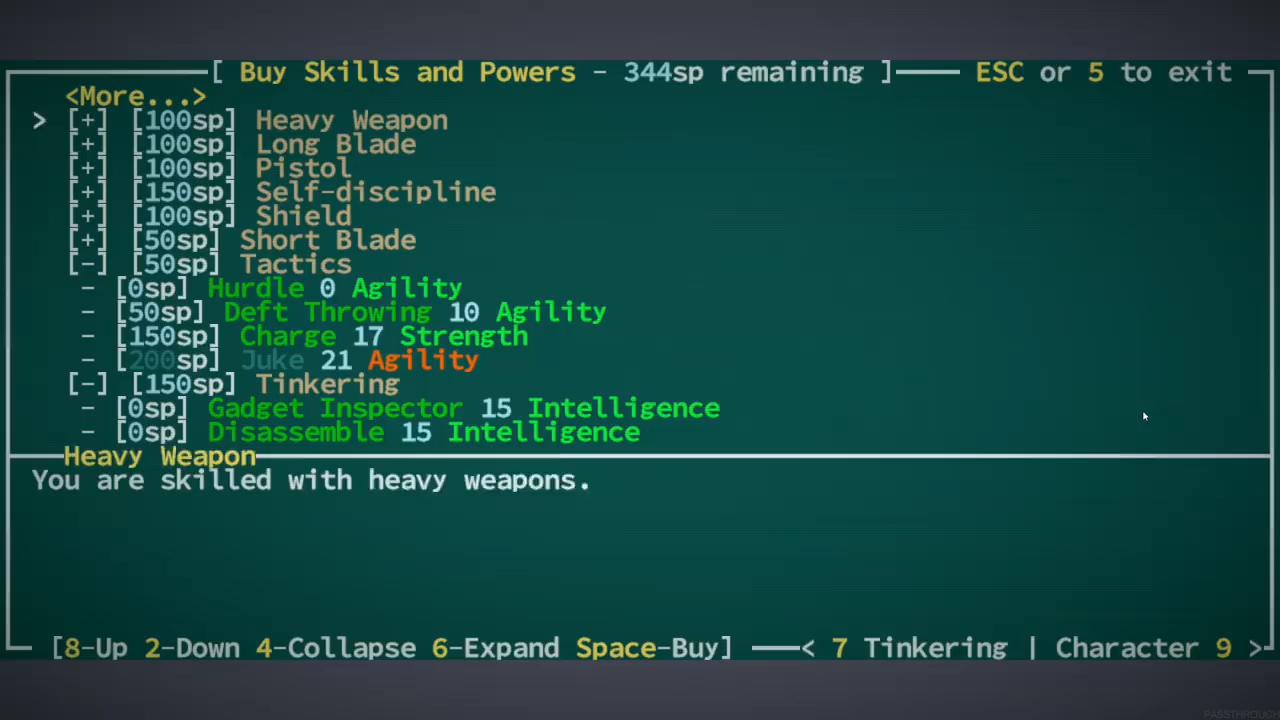 [ Buy Skills and Powers - 344sp remaining ] ESC or 5 to exit
<More...>
> [+] [100sp] Heavy Weapon
[+] [100sp] Long Blade
[+] [100sp] Pistol
[+] [150sp] Self-discipline
[+] [100sp] Shield
[+] [50sp] Short Blade
[-] [50sp] Tactics
- [0sp] Hurdle 0 Agility
- [50sp] Deft Throwing 10 Agility
- [150sp] Charge 17 Strength
- [200sp] Juke 21 Agility
[-] [150sp] Tinkering
- [0sp] Gadget Inspector 15 Intelligence
- [0sp] Disassemble 15 Intelligence
Heavy Weapon
You are skilled with heavy weapons.
[8-Up 2-Down 4-Collapse 6-Expand Space-Buy] < 7 Tinkering | Character 9 >
PASSTHROUGH